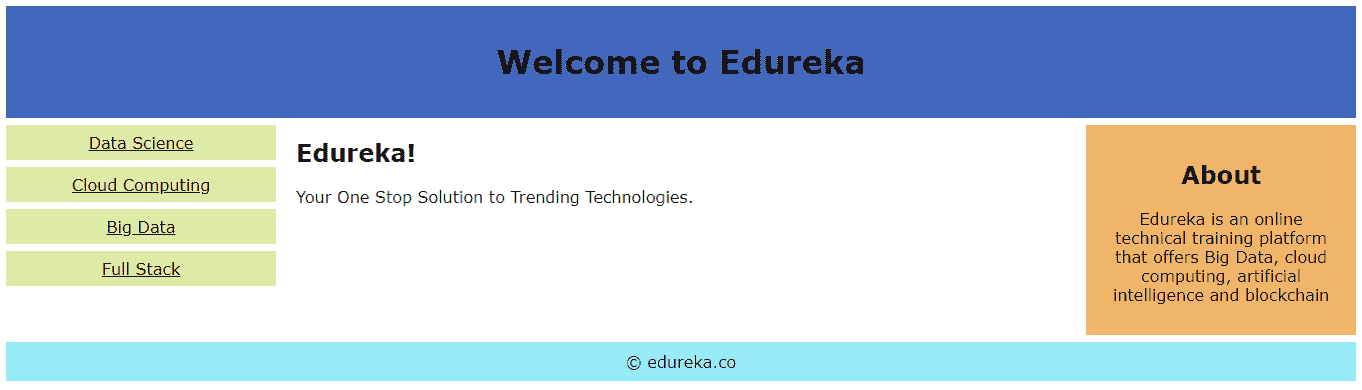 Welcome to Edureka
Data Science
Cloud Computing
Big Data
Full Stack
Edureka!
Your One Stop Solution to Trending Technologies.
About
Edureka is an online
technical training platform
that offers Big Data, cloud
computing, artificial
intelligence and blockchain
© edureka.co